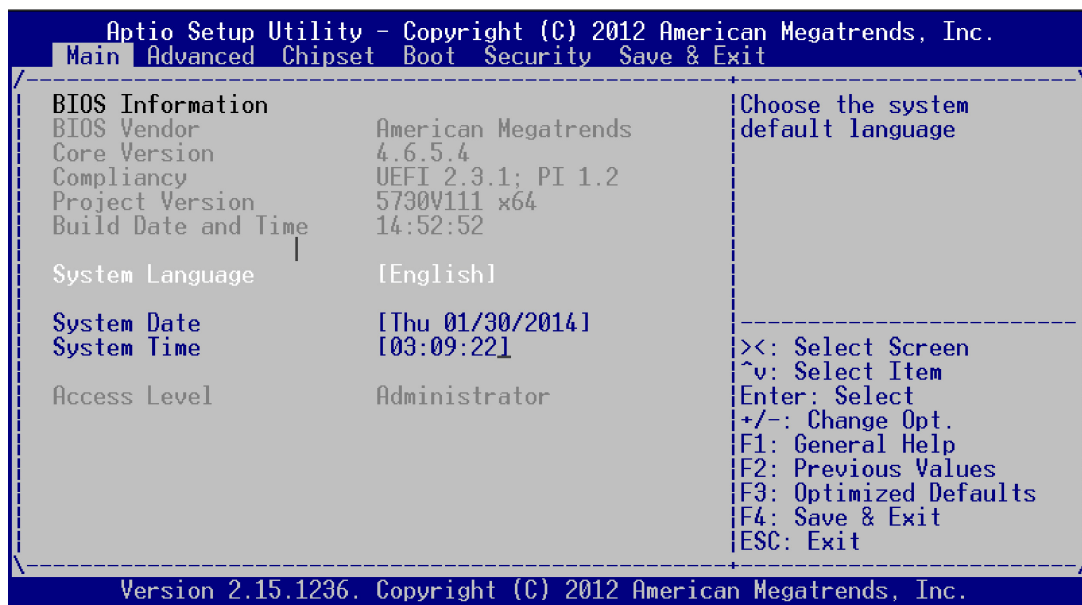 Aptio Setup Utility - Copyright (C) 2012 American Megatrends, Inc.
Main Advanced Chipset Boot Security Save & Exit
BIOS Information
BIOS Vendor American Megatrends
Core Version 4.6.5.4
Compliancy UEFI 2.3.1; PI 1.2
Project Version 5730V111 x64
Build Date and Time 14:52:52
System Language [English]
System Date [Thu 01/30/2014]
System Time [03:09:22]
Access Level Administrator
Choose the system
default language
><: Select Screen
^v: Select Item
Enter: Select
+/-: Change Opt.
F1: General Help
F2: Previous Values
F3: Optimized Defaults
F4: Save & Exit
ESC: Exit
Version 2.15.1236. Copyright (C) 2012 American Megatrends, Inc.